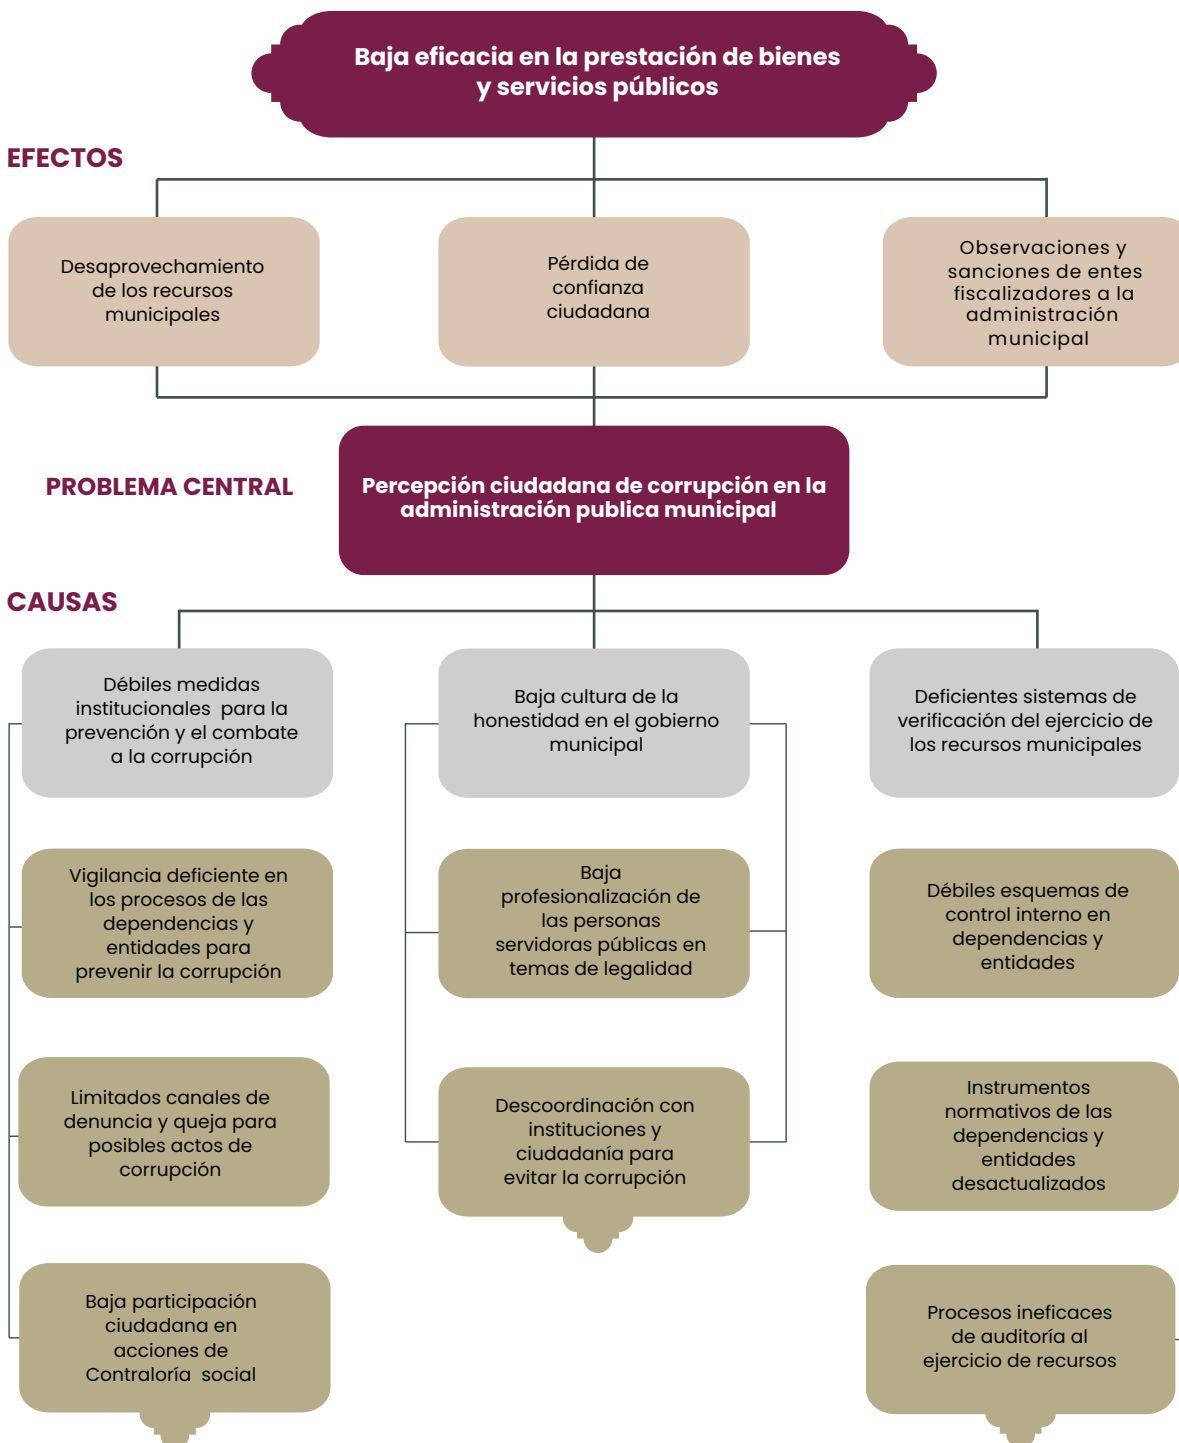 Baja eficacia en la prestación de bienes
y servicios públicos
EFECTOS
Desaprovechamiento
de los recursos
municipales
Pérdida de
confianza
ciudadana
Observaciones y
sanciones de entes
fiscalizadores a la
administración
municipal
PROBLEMA CENTRAL
Percepción ciudadana de corrupción en la
administración publica municipal
CAUSAS
Débiles medidas
institucionales para la
prevención y el combate
a la corrupción
Baja cultura de la
honestidad en el gobierno
municipal
Deficientes sistemas de
verificación del ejercicio de
los recursos municipales
Vigilancia deficiente en
los procesos de las
dependencias y
entidades para
prevenir la corrupción
Baja
profesionalización de
las personas
servidoras públicas en
temas de legalidad
Débiles esquemas de
control interno en
dependencias y
entidades
Limitados canales de
denuncia y queja para
posibles actos de
corrupción
Descoordinación con
instituciones y
ciudadanía para
evitar la corrupción
Instrumentos
normativos de las
dependencias y
entidades
desactualizados
Baja participación
ciudadana en
acciones de
Contraloría social
Procesos ineficaces
de auditoría al
ejercicio de recursos